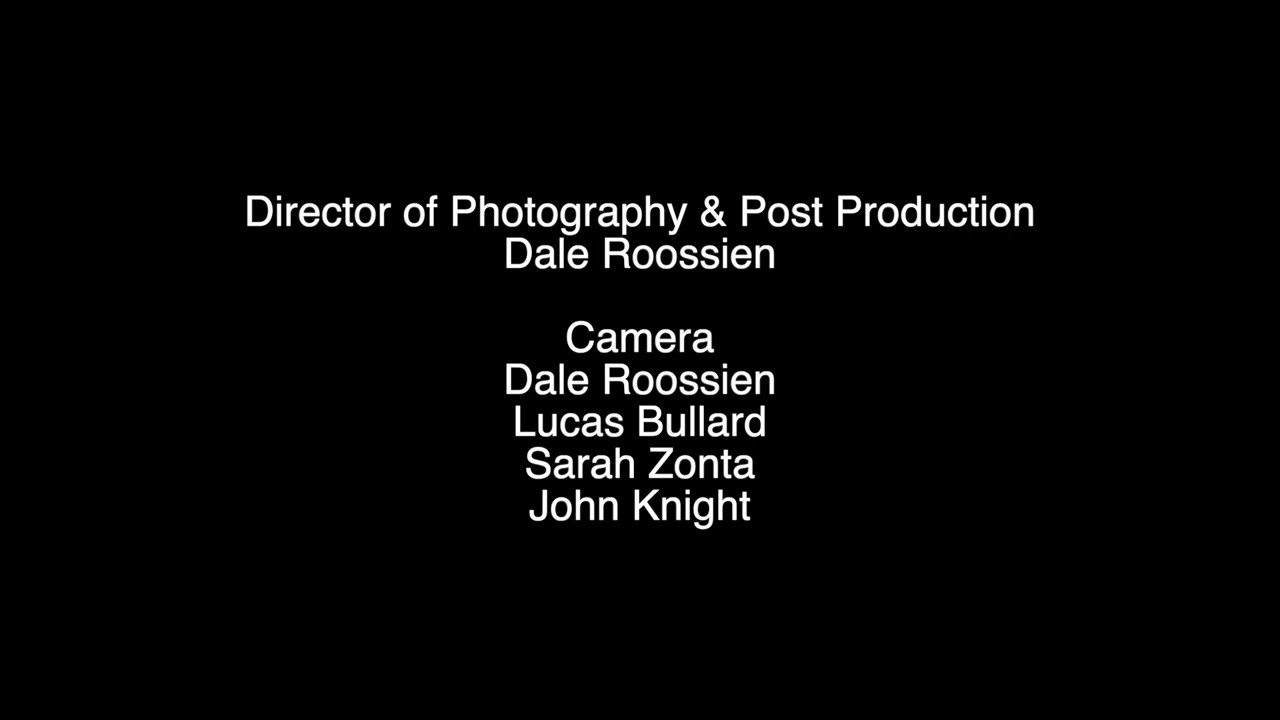 Director of Photography & Post Production
Dale Roossien
Camera
Dale Roossien
Lucas Bullard
Sarah Zonta
John Knight